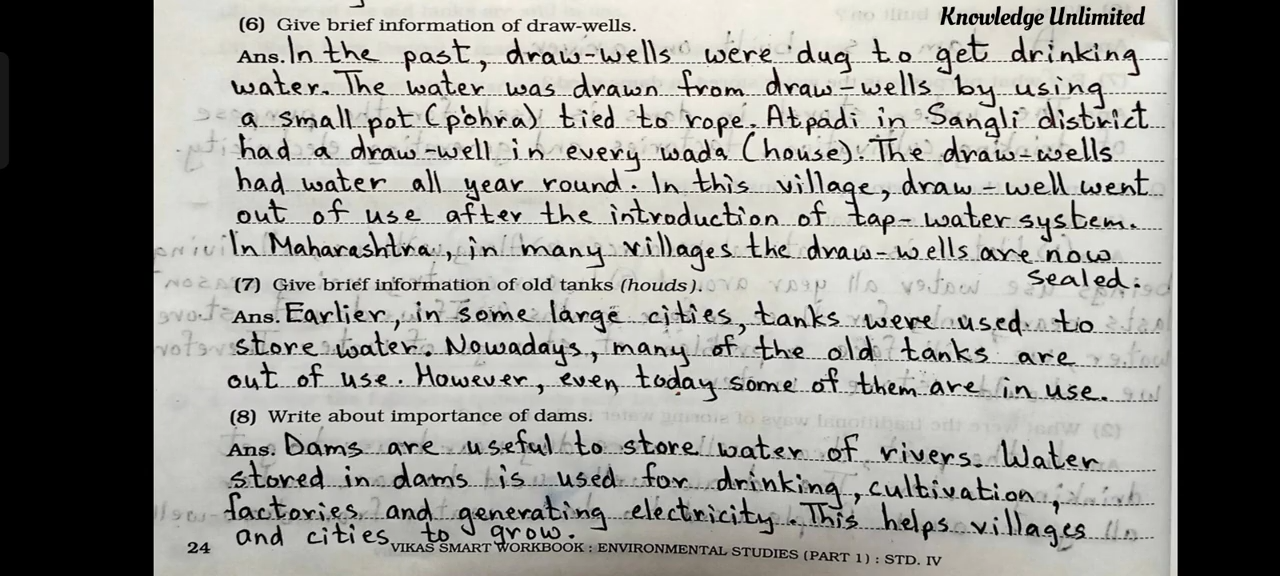 Knowledge Unlimited
(6) Give brief information of draw-wells.
Ans. In the past, draw-wells were dug to get drinking
water. The water was drawn from draw-wells by using
a small pot (pohra) tied to rope. Atpadi in Sangli district
had a draw-well in every wada (house). The draw-wells
had water all year round. In this village, draw-well went
out of use after the introduction of tap-water system.
In Maharashtra, in many villages the draw-wells are now
sealed.
(7) Give brief information of old tanks (houds).
Ans. Earlier, in some large cities, tanks were used to
store water. Nowadays, many of the old tanks are
out of use. However, even today some of them are in use.
(8) Write about importance of dams.
Ans. Dams are useful to store water of rivers. Water
stored in dams is used for drinking, cultivation,
factories and generating electricity. This helps villages
and cities to grow.
24 VIKAS SMART WORKBOOK : ENVIRONMENTAL STUDIES (PART 1) : STD. IV